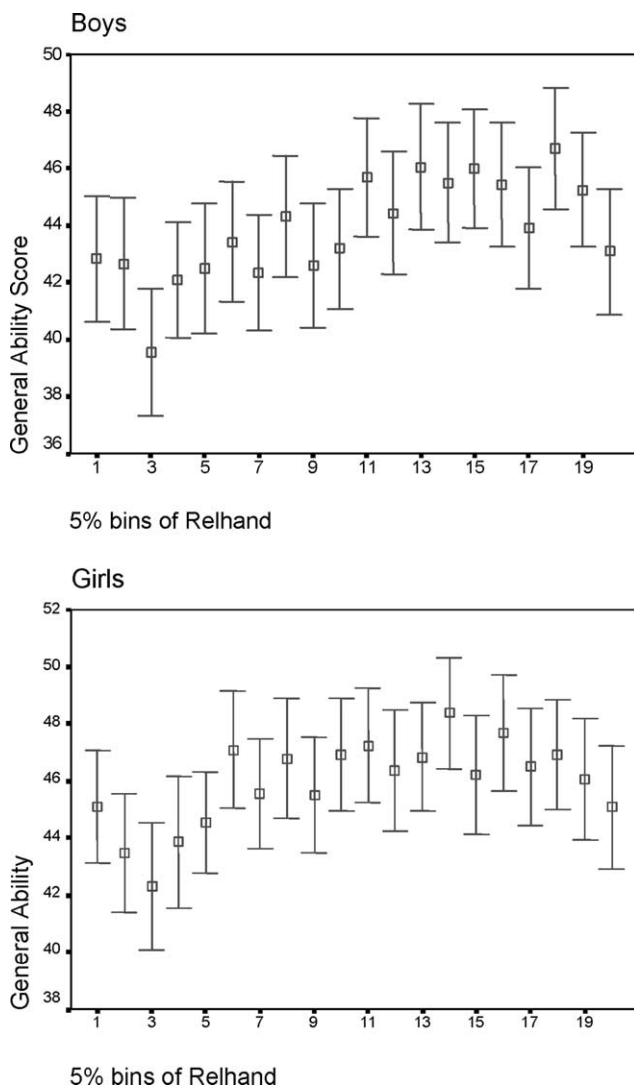 Boys
50
48
46
44
42
40
38
36
General Ability Score
1 3 5 7 9 11 13 15 17 19
5% bins of Relhand
Girls
52
50
48
46
44
42
40
38
General Ability
1 3 5 7 9 11 13 15 17 19
5% bins of Relhand